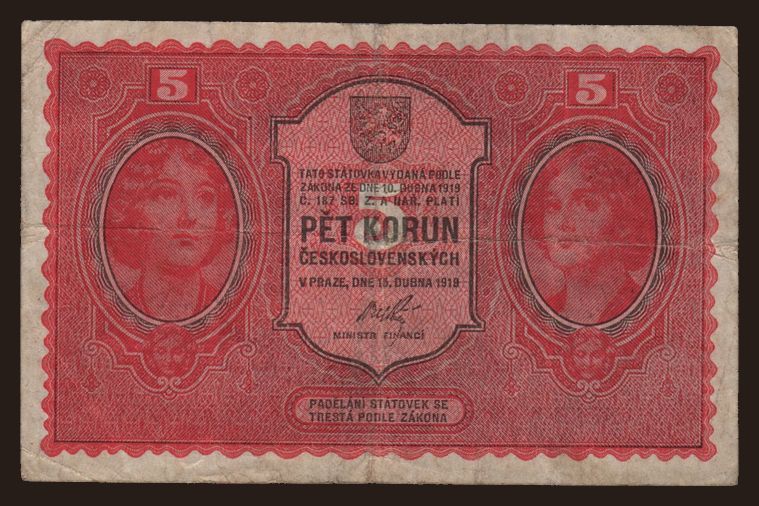 5
5
TATO STÁTOVKA VYDANÁ PODLE
ZÁKONA ZE DNE 10. DUBNA 1919
Č. 187 SB. Z. A NAŘ. PLATÍ
5
PĚT KORUN
ČESKOSLOVENSKÝCH
V PRAZE, DNE 15. DUBNA 1919
MINISTR FINANCÍ
PADĚLÁNÍ STÁTOVEK SE
TRESTÁ PODLE ZÁKONA